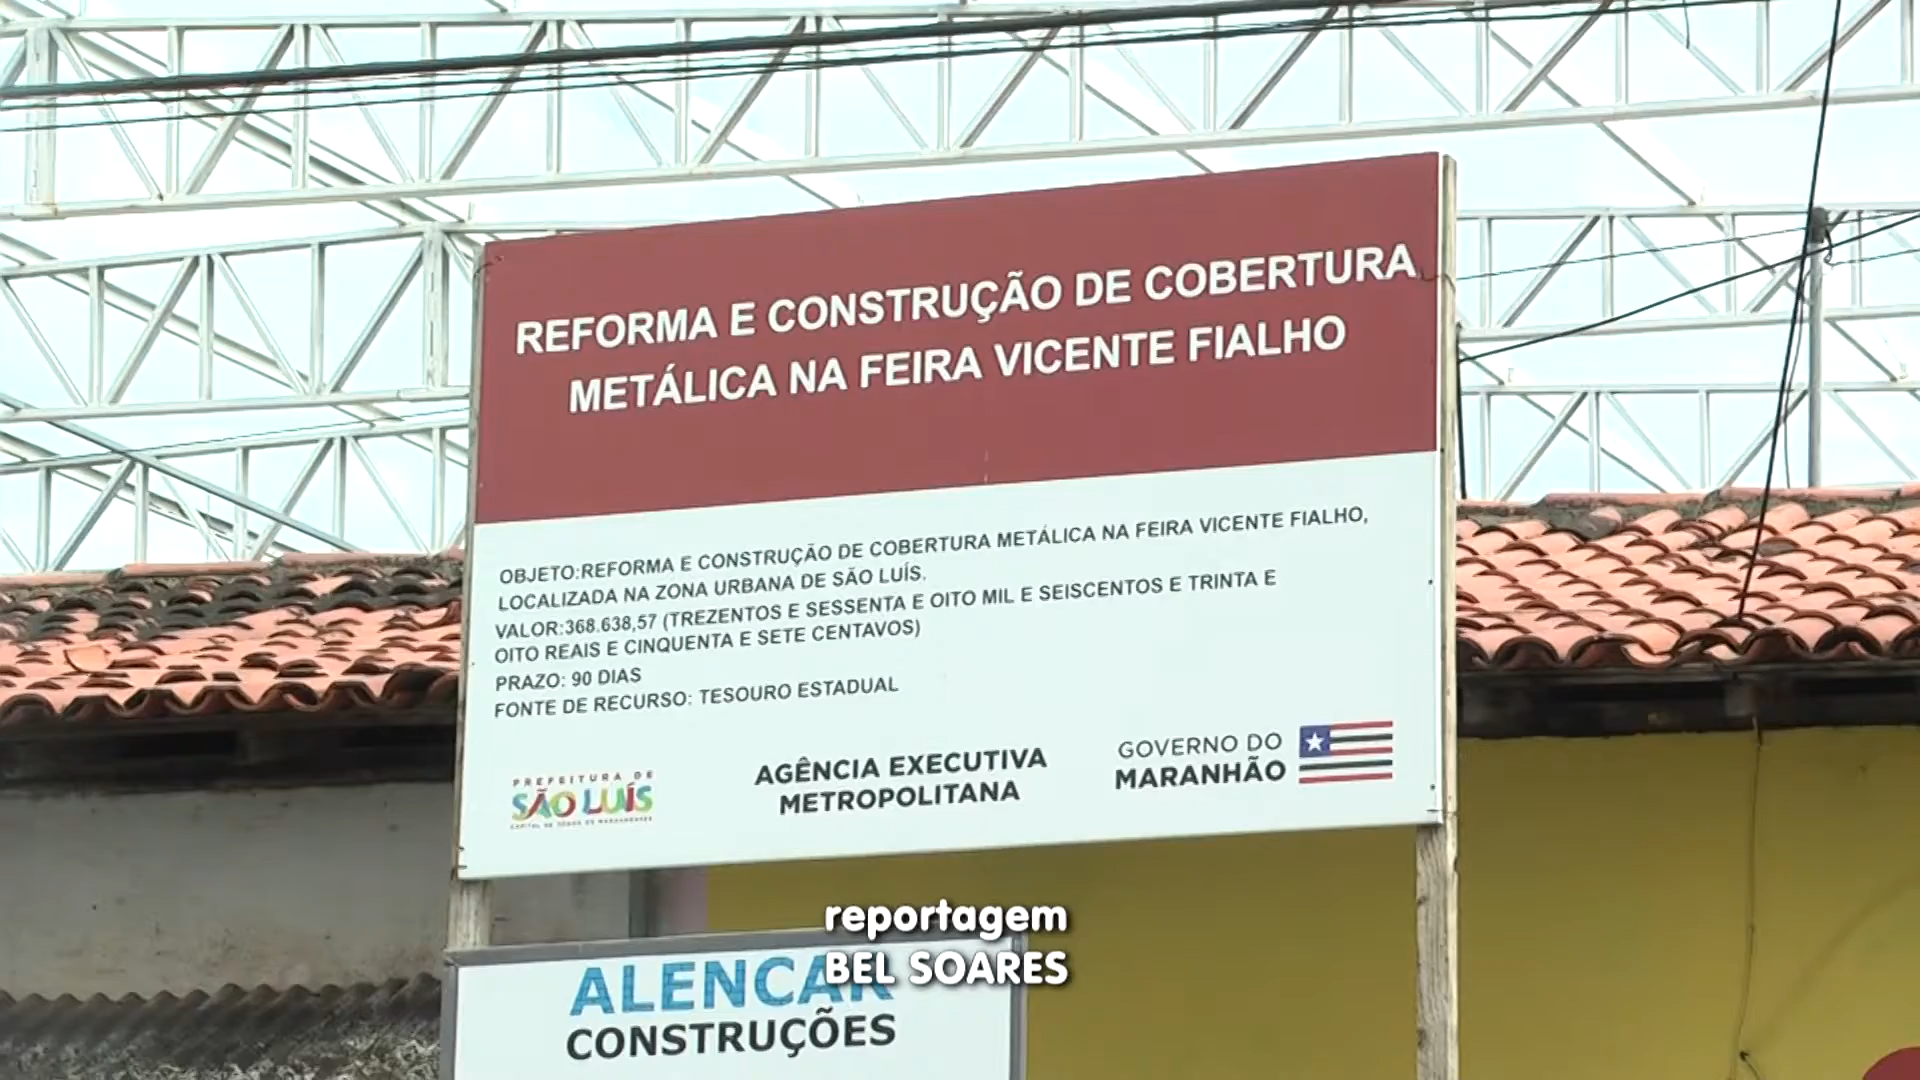 REFORMA E CONSTRUÇÃO DE COBERTURA
METÁLICA NA FEIRA VICENTE FIALHO
OBJETO:REFORMA E CONSTRUÇÃO DE COBERTURA METÁLICA NA FEIRA VICENTE FIALHO,
LOCALIZADA NA ZONA URBANA DE SÃO LUÍS.
VALOR:368.638,57 (TREZENTOS E SESSENTA E OITO MIL E SEISCENTOS E TRINTA E
OITO REAIS E CINQUENTA E SETE CENTAVOS)
PRAZO: 90 DIAS
FONTE DE RECURSO: TESOURO ESTADUAL
PREFEITURA DE
SÃO LUÍS
AGÊNCIA EXECUTIVA
METROPOLITANA
GOVERNO DO
MARANHÃO
reportagem
BEL SOARES
ALENCAR
CONSTRUÇÕES